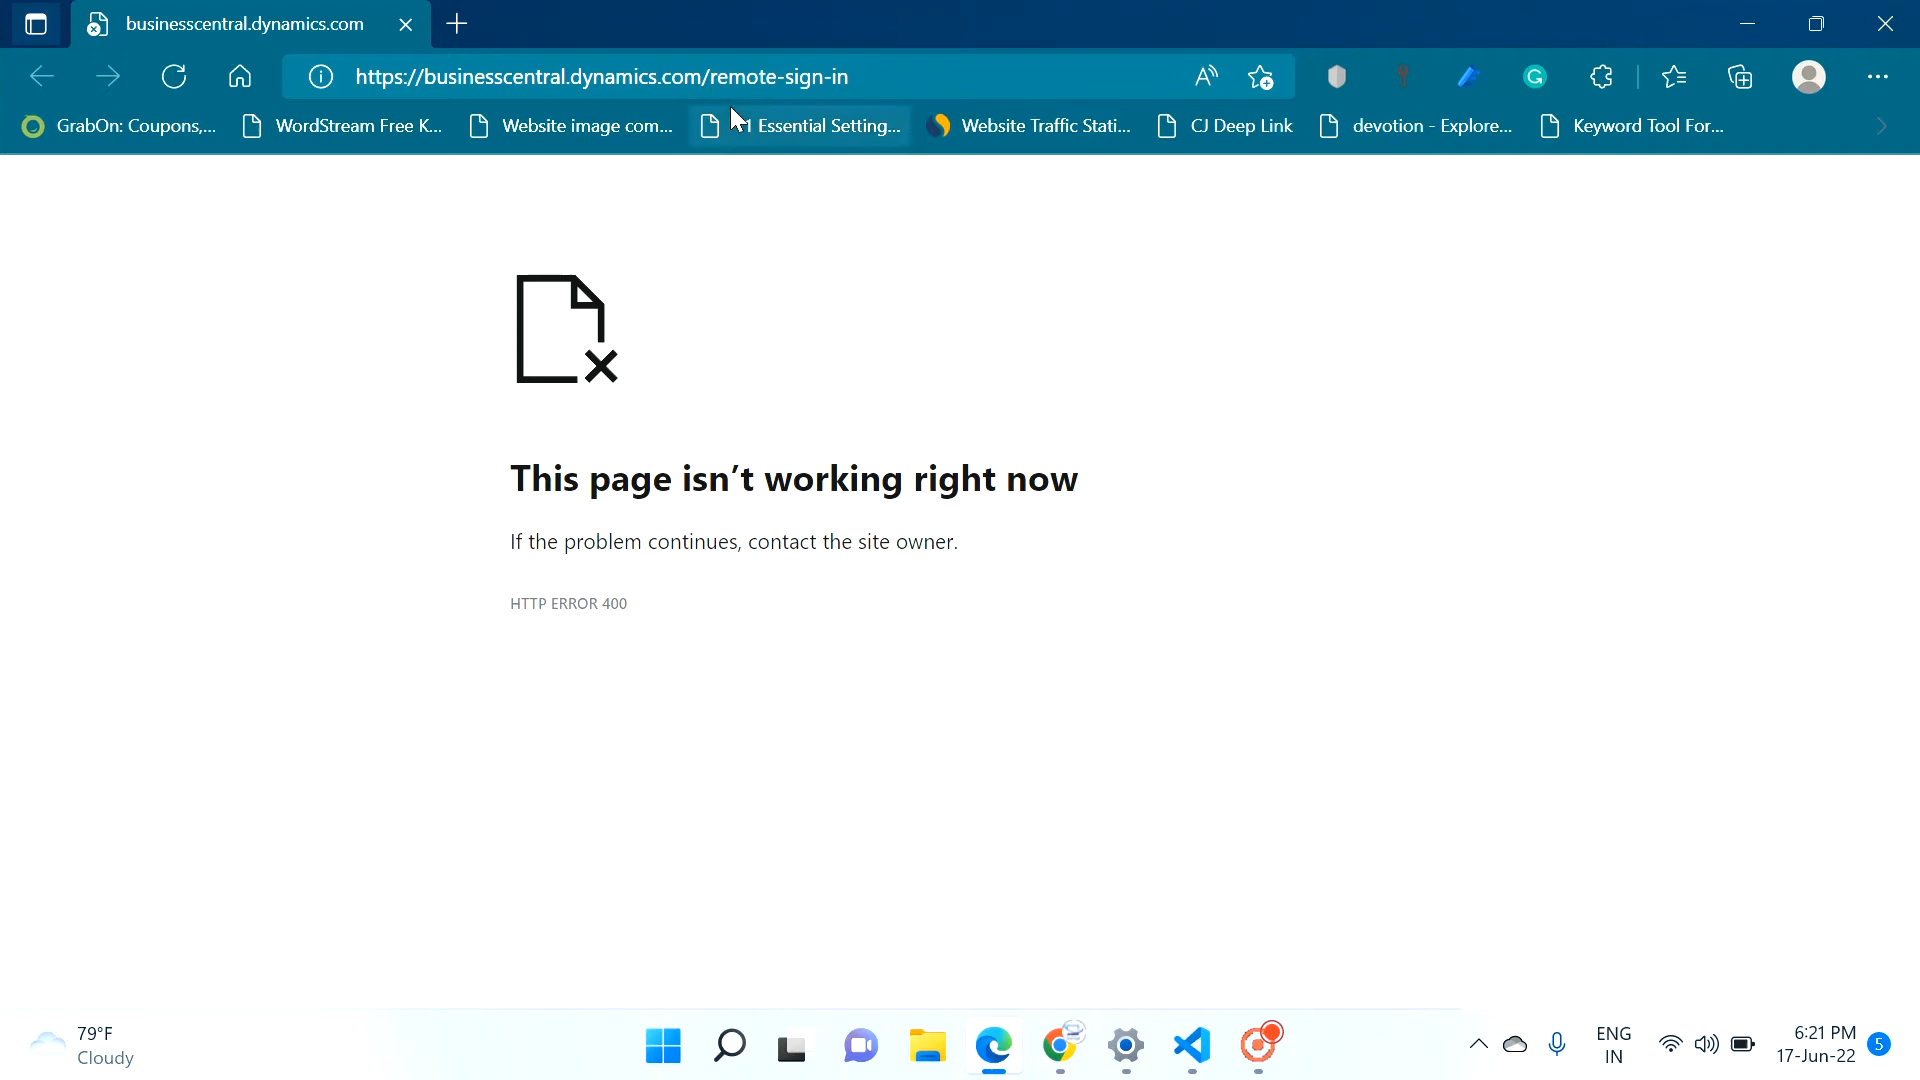 businesscentral.dynamics.com
https://businesscentral.dynamics.com/remote-sign-in
GrabOn: Coupons,... WordStream Free K... Website image com... Essential Setting... Website Traffic Stati... CJ Deep Link devotion - Explore... Keyword Tool For...
This page isn’t working right now
If the problem continues, contact the site owner.
HTTP ERROR 400
79°F
Cloudy
ENG
IN
6:21 PM
17-Jun-22
5